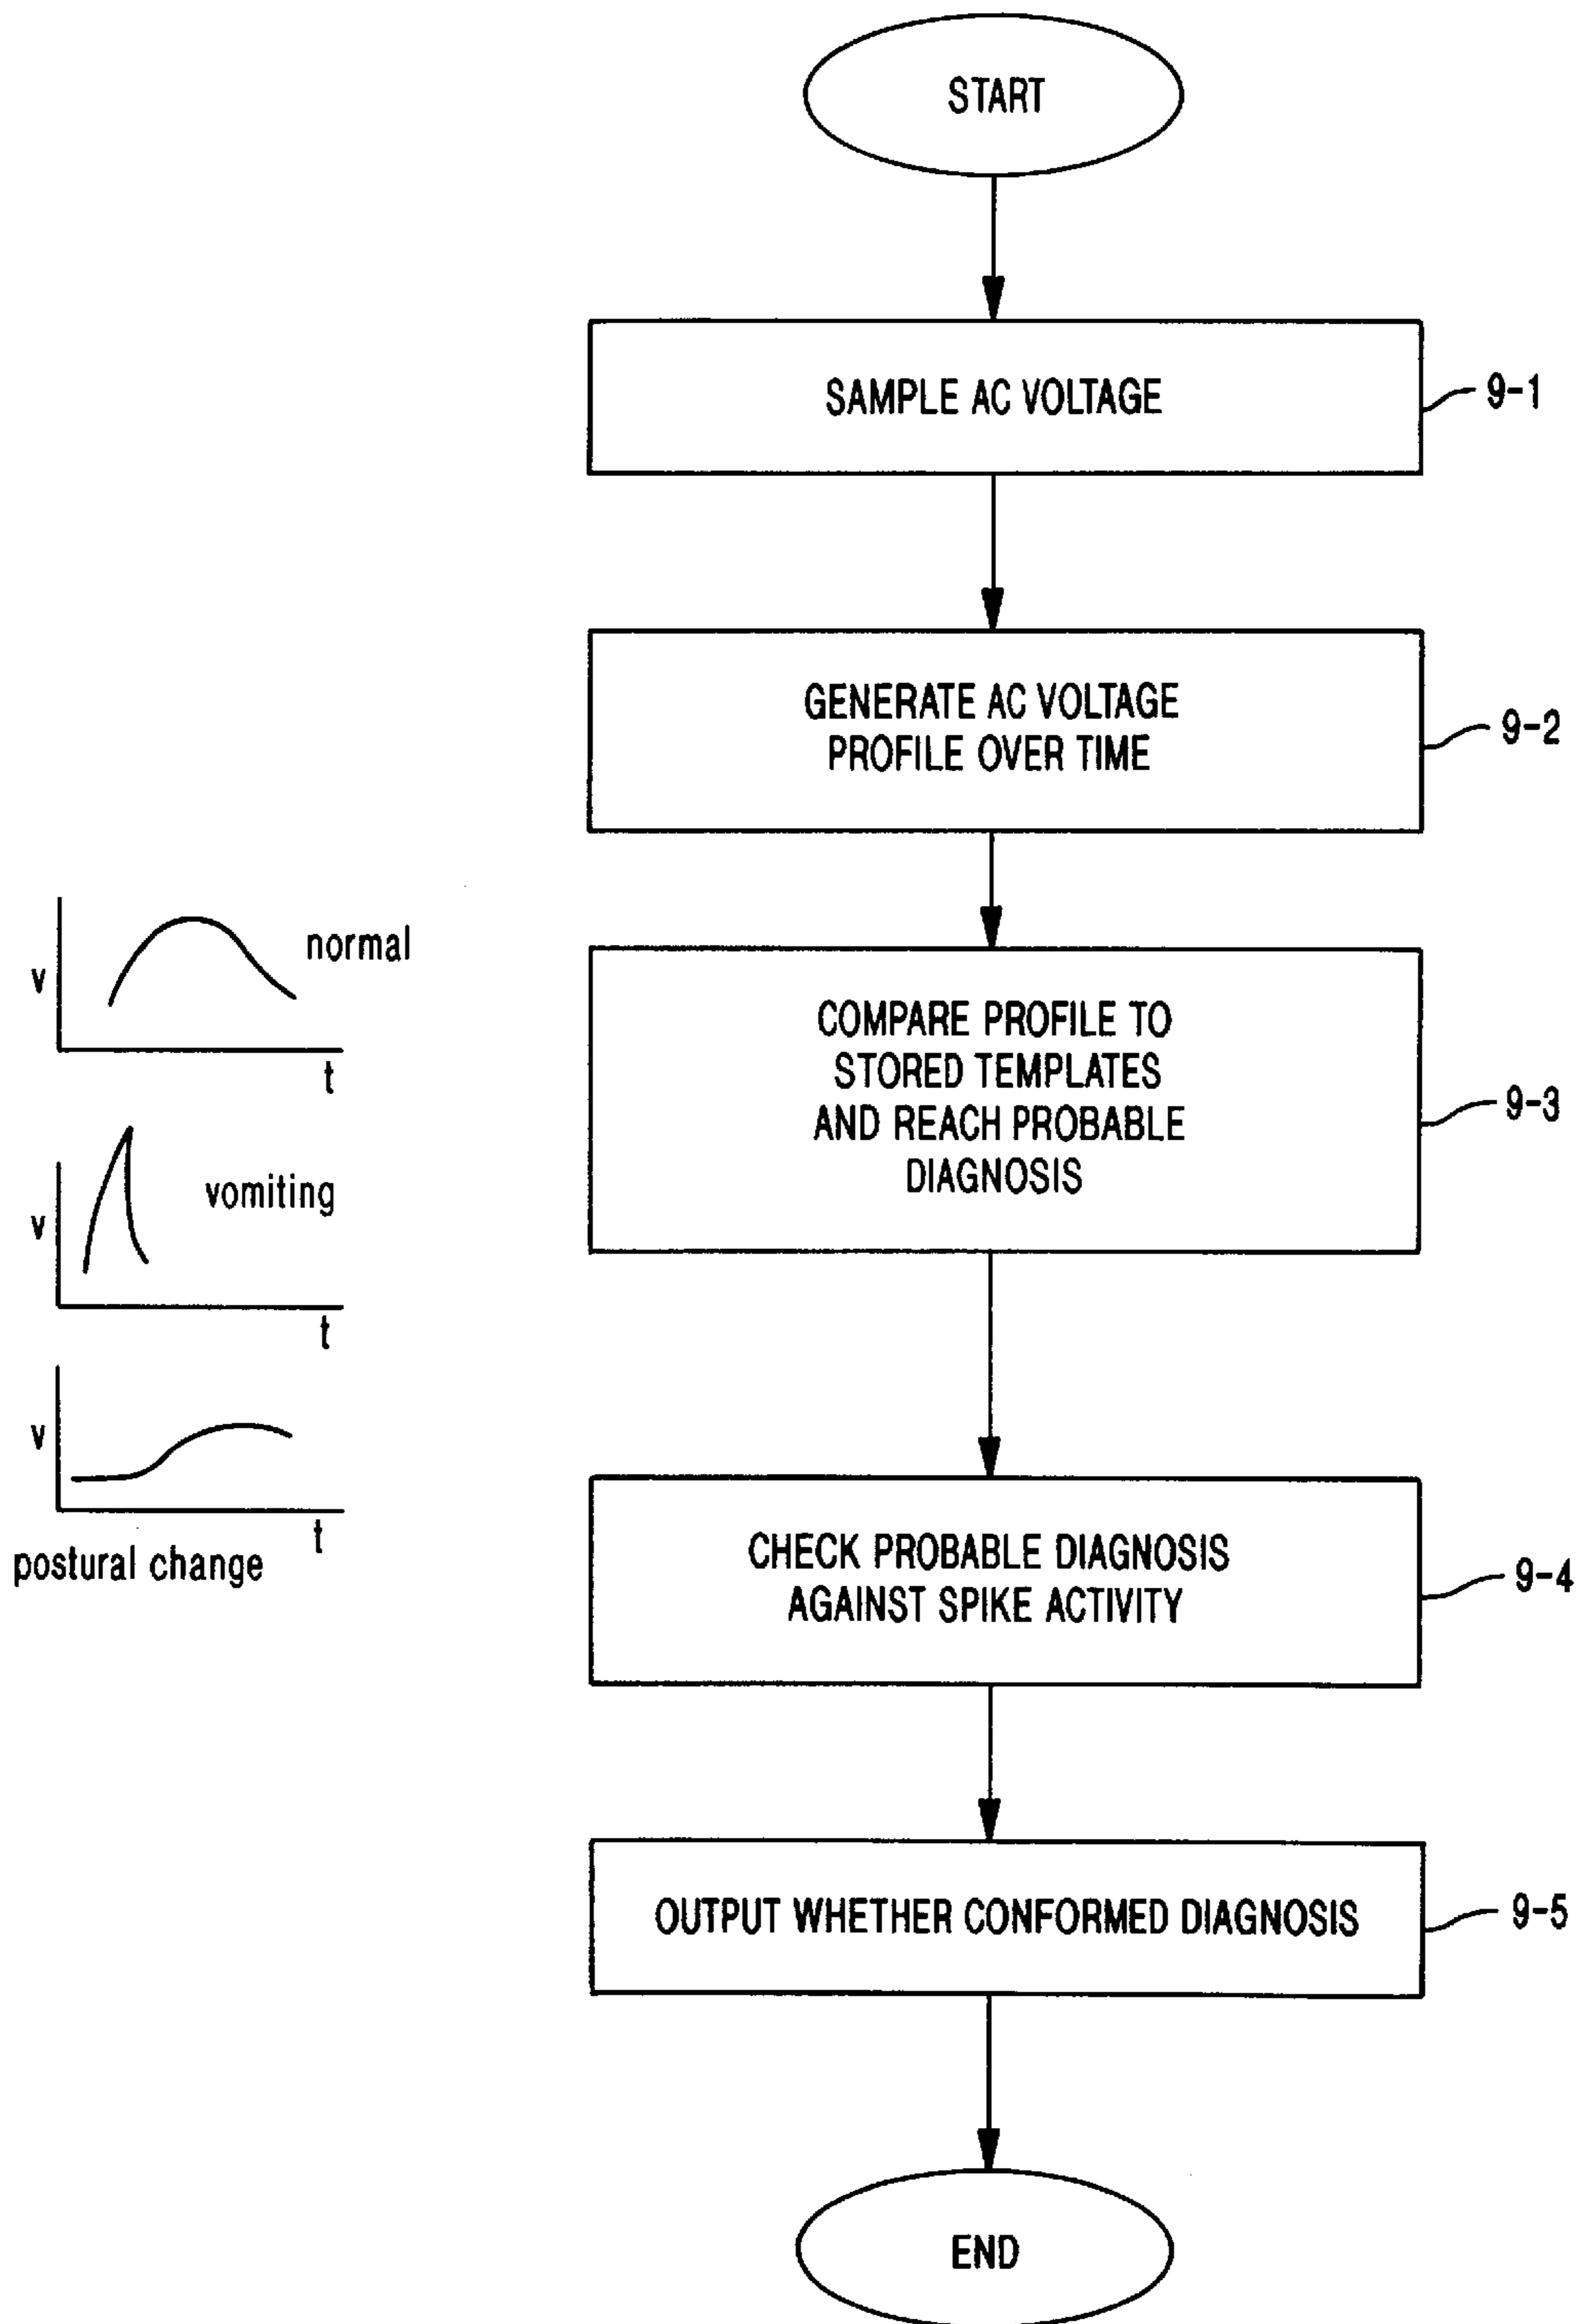 START
SAMPLE AC VOLTAGE
9-1
GENERATE AC VOLTAGE
PROFILE OVER TIME
9-2
normal
v
t
vomiting
v
t
v
t
postural change
COMPARE PROFILE TO
STORED TEMPLATES
AND REACH PROBABLE
DIAGNOSIS
9-3
CHECK PROBABLE DIAGNOSIS
AGAINST SPIKE ACTIVITY
9-4
OUTPUT WHETHER CONFORMED DIAGNOSIS
9-5
END